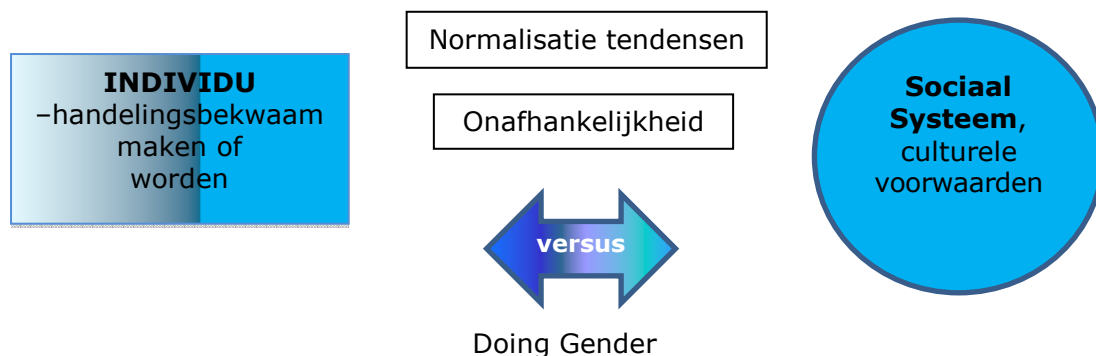 INDIVIDU
–handelingsbekwaam
maken of
worden
Normalisatie tendensen
Onafhankelijkheid
versus
Doing Gender
Sociaal
Systeem,
culturele
voorwaarden